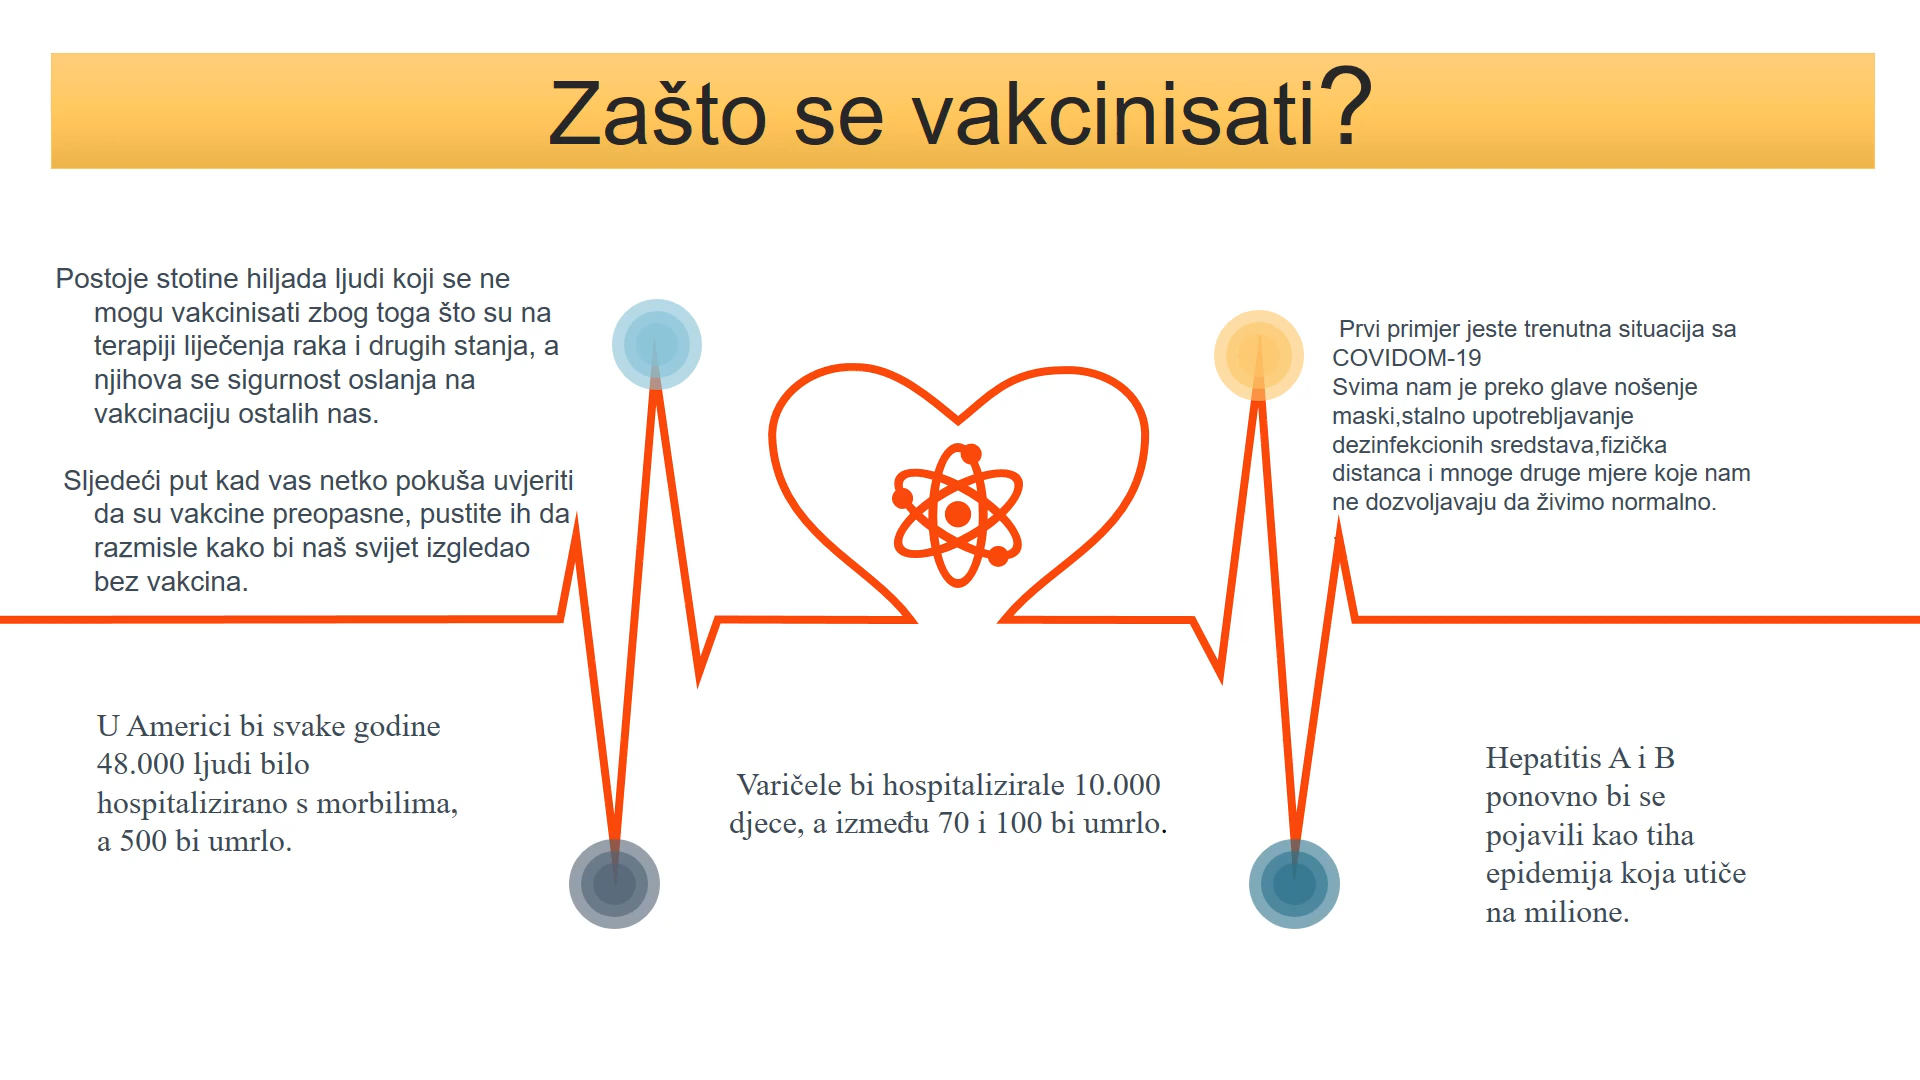 Zašto se vakcinisati?
Postoje stotine hiljada ljudi koji se ne
mogu vakcinisati zbog toga što su na
terapiji liječenja raka i drugih stanja, a
njihova se sigurnost oslanja na
vakcinaciju ostalih nas.
Sljedeći put kad vas netko pokuša uvjeriti
da su vakcine preopasne, pustite ih da
razmisle kako bi naš svijet izgledao
bez vakcina.
Prvi primjer jeste trenutna situacija sa
COVIDOM-19
Svima nam je preko glave nošenje
maski,stalno upotrebljavanje
dezinfekcionih sredstava,fizička
distanca i mnoge druge mjere koje nam
ne dozvoljavaju da živimo normalno.
U Americi bi svake godine
48.000 ljudi bilo
hospitalizirano s morbilima,
a 500 bi umrlo.
Varičele bi hospitalizirale 10.000
djece, a između 70 i 100 bi umrlo.
Hepatitis A i B
ponovno bi se
pojavili kao tiha
epidemija koja utiče
na milione.